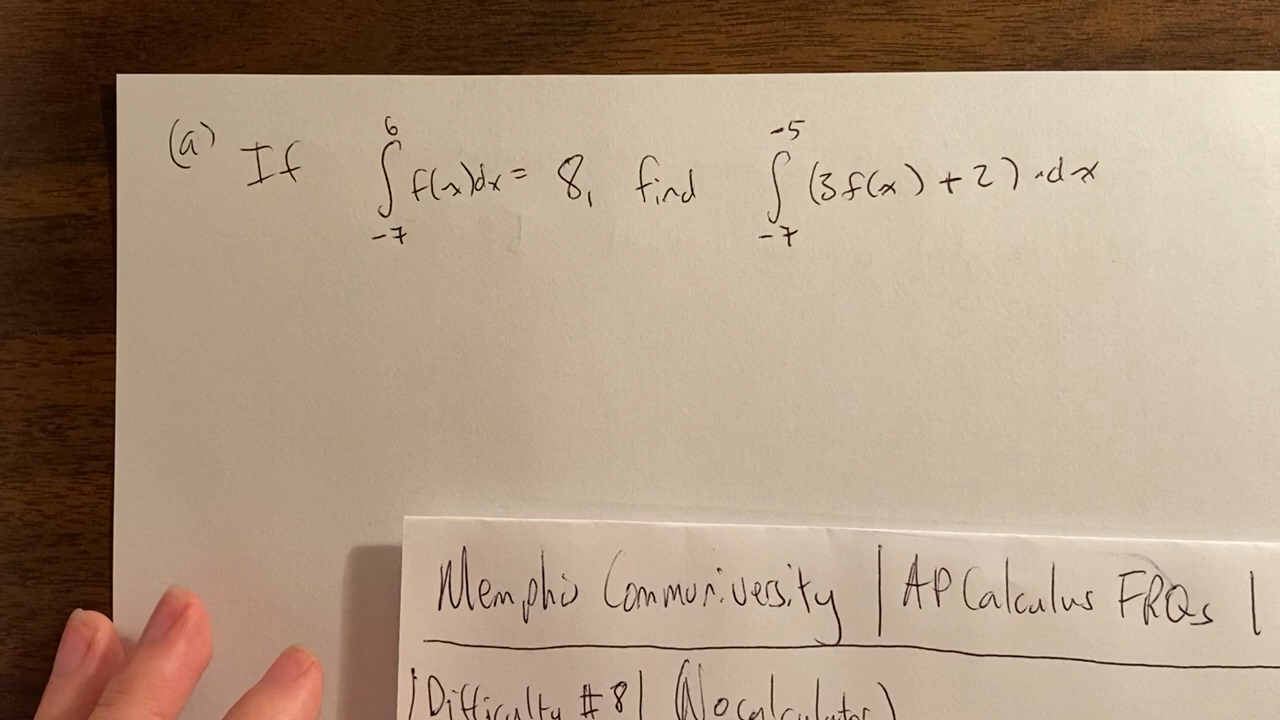 (a) If ∫_{-7}^{6} f(x)dx = 8, find ∫_{-7}^{-5} (3f(x) + 2) · dx
Memphis Communiversity | AP Calculus FRQs |
| Difficulty #8 | (No calculator)